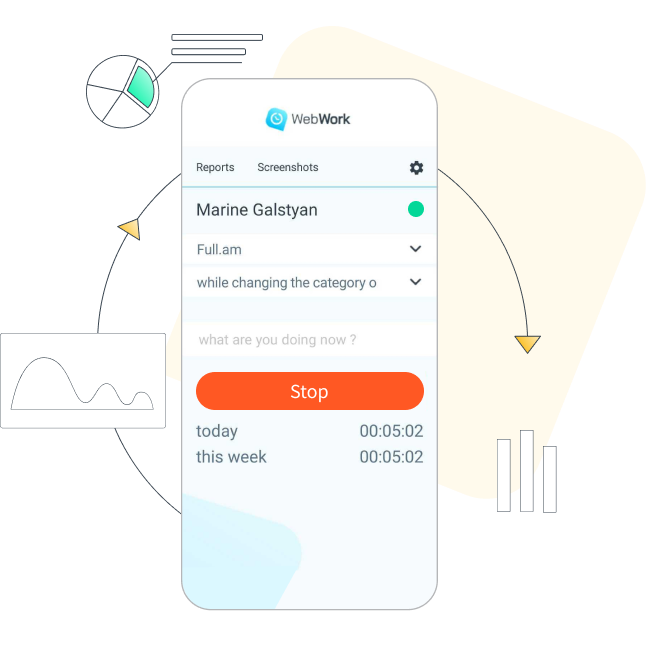 WebWork
Reports Screenshots
Marine Galstyan
Full.am
while changing the category o
what are you doing now ?
Stop
today 00:05:02
this week 00:05:02